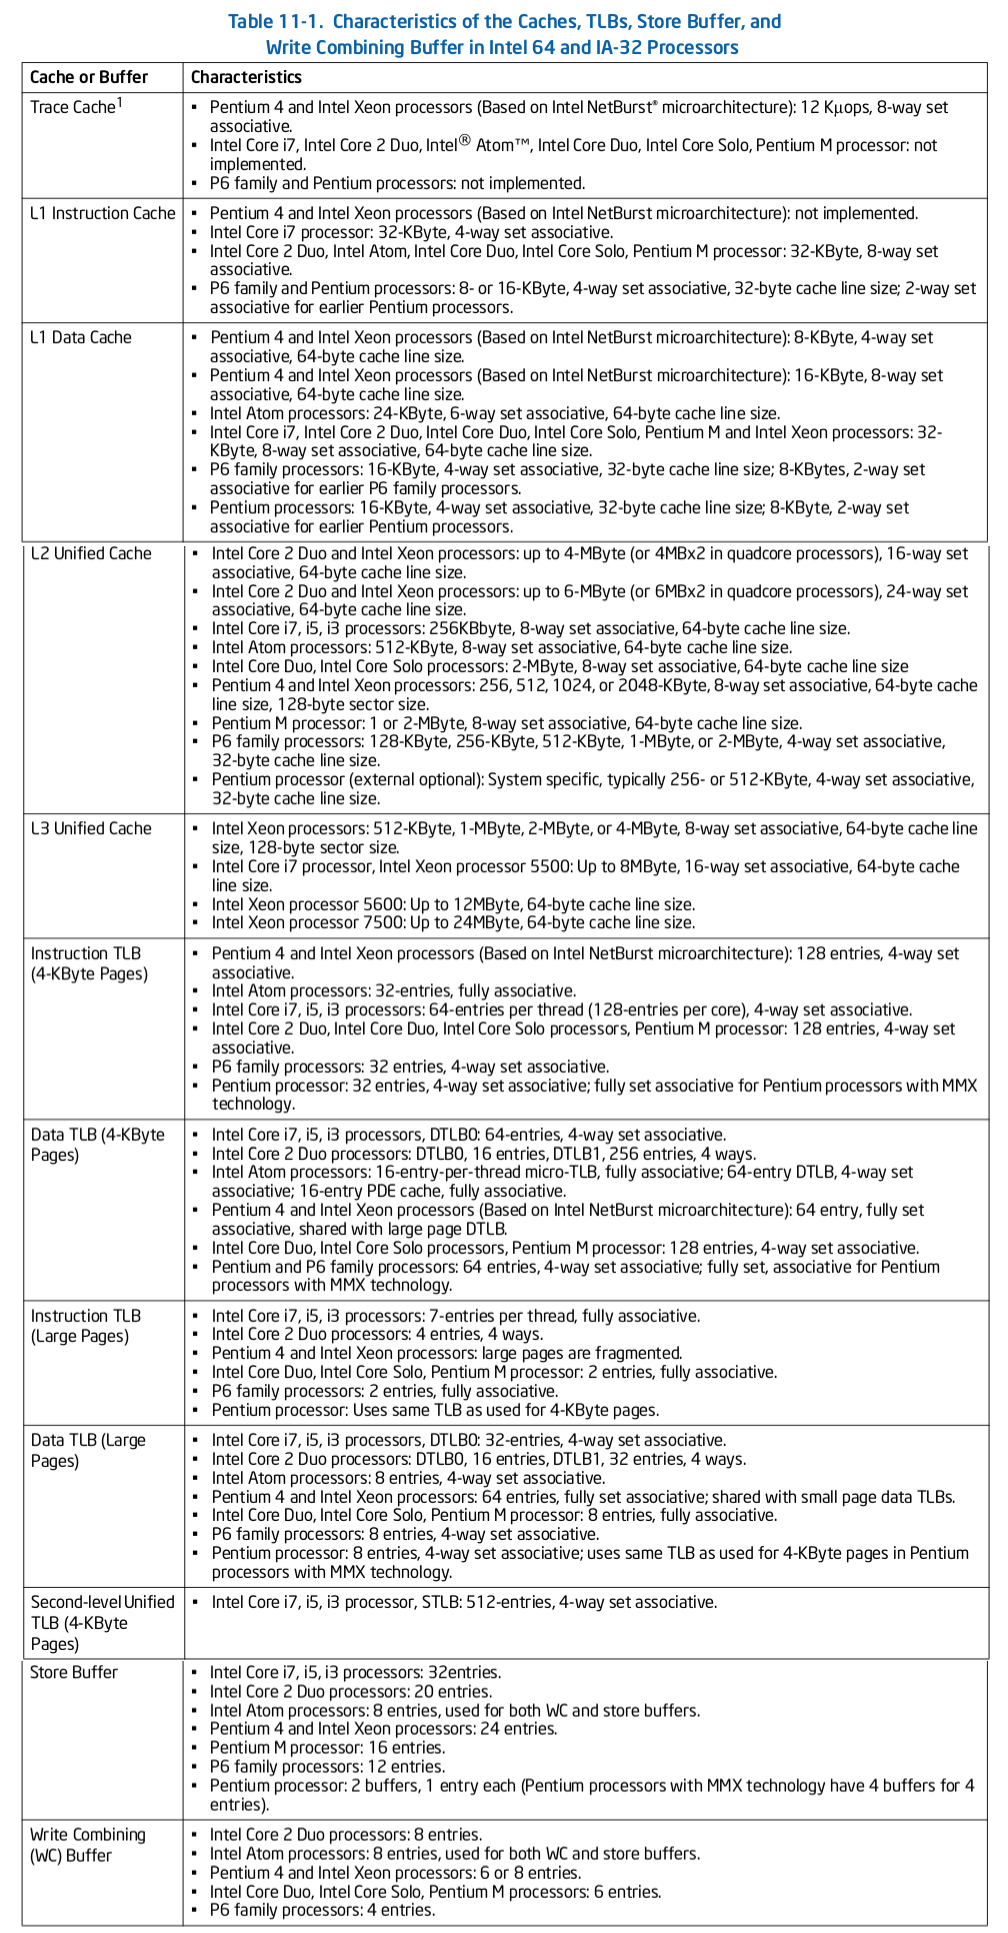 Table 11-1. Characteristics of the Caches, TLBs, Store Buffer, and
Write Combining Buffer in Intel 64 and IA-32 Processors
Cache or Buffer
Characteristics
Trace Cache1
▪ Pentium 4 and Intel Xeon processors (Based on Intel NetBurst® microarchitecture): 12 Kμops, 8-way set
associative.
▪ Intel Core i7, Intel Core 2 Duo, Intel® Atom™, Intel Core Duo, Intel Core Solo, Pentium M processor: not
implemented.
▪ P6 family and Pentium processors: not implemented.
L1 Instruction Cache
▪ Pentium 4 and Intel Xeon processors (Based on Intel NetBurst microarchitecture): not implemented.
▪ Intel Core i7 processor: 32-KByte, 4-way set associative.
▪ Intel Core 2 Duo, Intel Atom, Intel Core Duo, Intel Core Solo, Pentium M processor: 32-KByte, 8-way set
associative.
▪ P6 family and Pentium processors: 8- or 16-KByte, 4-way set associative, 32-byte cache line size; 2-way set
associative for earlier Pentium processors.
L1 Data Cache
▪ Pentium 4 and Intel Xeon processors (Based on Intel NetBurst microarchitecture): 8-KByte, 4-way set
associative, 64-byte cache line size.
▪ Pentium 4 and Intel Xeon processors (Based on Intel NetBurst microarchitecture): 16-KByte, 8-way set
associative, 64-byte cache line size.
▪ Intel Atom processors: 24-KByte, 6-way set associative, 64-byte cache line size.
▪ Intel Core i7, Intel Core 2 Duo, Intel Core Duo, Intel Core Solo, Pentium M and Intel Xeon processors: 32-
KByte, 8-way set associative, 64-byte cache line size.
▪ P6 family processors: 16-KByte, 4-way set associative, 32-byte cache line size; 8-KBytes, 2-way set
associative for earlier P6 family processors.
▪ Pentium processors: 16-KByte, 4-way set associative, 32-byte cache line size; 8-KByte, 2-way set
associative for earlier Pentium processors.
L2 Unified Cache
▪ Intel Core 2 Duo and Intel Xeon processors: up to 4-MByte (or 4MBx2 in quadcore processors), 16-way set
associative, 64-byte cache line size.
▪ Intel Core 2 Duo and Intel Xeon processors: up to 6-MByte (or 6MBx2 in quadcore processors), 24-way set
associative, 64-byte cache line size.
▪ Intel Core i7, i5, i3 processors: 256KBbyte, 8-way set associative, 64-byte cache line size.
▪ Intel Atom processors: 512-KByte, 8-way set associative, 64-byte cache line size.
▪ Intel Core Duo, Intel Core Solo processors: 2-MByte, 8-way set associative, 64-byte cache line size
▪ Pentium 4 and Intel Xeon processors: 256, 512, 1024, or 2048-KByte, 8-way set associative, 64-byte cache
line size, 128-byte sector size.
▪ Pentium M processor: 1 or 2-MByte, 8-way set associative, 64-byte cache line size.
▪ P6 family processors: 128-KByte, 256-KByte, 512-KByte, 1-MByte, or 2-MByte, 4-way set associative,
32-byte cache line size.
▪ Pentium processor (external optional): System specific, typically 256- or 512-KByte, 4-way set associative,
32-byte cache line size.
L3 Unified Cache
▪ Intel Xeon processors: 512-KByte, 1-MByte, 2-MByte, or 4-MByte, 8-way set associative, 64-byte cache line
size, 128-byte sector size.
▪ Intel Core i7 processor, Intel Xeon processor 5500: Up to 8MByte, 16-way set associative, 64-byte cache
line size.
▪ Intel Xeon processor 5600: Up to 12MByte, 64-byte cache line size.
▪ Intel Xeon processor 7500: Up to 24MByte, 64-byte cache line size.
Instruction TLB
(4-KByte Pages)
▪ Pentium 4 and Intel Xeon processors (Based on Intel NetBurst microarchitecture): 128 entries, 4-way set
associative.
▪ Intel Atom processors: 32-entries, fully associative.
▪ Intel Core i7, i5, i3 processors: 64-entries per thread (128-entries per core), 4-way set associative.
▪ Intel Core 2 Duo, Intel Core Duo, Intel Core Solo processors, Pentium M processor: 128 entries, 4-way set
associative.
▪ P6 family processors: 32 entries, 4-way set associative.
▪ Pentium processor: 32 entries, 4-way set associative; fully set associative for Pentium processors with MMX
technology.
Data TLB (4-KByte
Pages)
▪ Intel Core i7, i5, i3 processors, DTLB0: 64-entries, 4-way set associative.
▪ Intel Core 2 Duo processors: DTLB0, 16 entries, DTLB1, 256 entries, 4 ways.
▪ Intel Atom processors: 16-entry-per-thread micro-TLB, fully associative; 64-entry DTLB, 4-way set
associative; 16-entry PDE cache, fully associative.
▪ Pentium 4 and Intel Xeon processors (Based on Intel NetBurst microarchitecture): 64 entry, fully set
associative, shared with large page DTLB.
▪ Intel Core Duo, Intel Core Solo processors, Pentium M processor: 128 entries, 4-way set associative.
▪ Pentium and P6 family processors: 64 entries, 4-way set associative; fully set, associative for Pentium
processors with MMX technology.
Instruction TLB
(Large Pages)
▪ Intel Core i7, i5, i3 processors: 7-entries per thread, fully associative.
▪ Intel Core 2 Duo processors: 4 entries, 4 ways.
▪ Pentium 4 and Intel Xeon processors: large pages are fragmented.
▪ Intel Core Duo, Intel Core Solo, Pentium M processor: 2 entries, fully associative.
▪ P6 family processors: 2 entries, fully associative.
▪ Pentium processor: Uses same TLB as used for 4-KByte pages.
Data TLB (Large
Pages)
▪ Intel Core i7, i5, i3 processors, DTLB0: 32-entries, 4-way set associative.
▪ Intel Core 2 Duo processors: DTLB0, 16 entries, DTLB1, 32 entries, 4 ways.
▪ Intel Atom processors: 8 entries, 4-way set associative.
▪ Pentium 4 and Intel Xeon processors: 64 entries, fully set associative; shared with small page data TLBs.
▪ Intel Core Duo, Intel Core Solo, Pentium M processor: 8 entries, fully associative.
▪ P6 family processors: 8 entries, 4-way set associative.
▪ Pentium processor: 8 entries, 4-way set associative; uses same TLB as used for 4-KByte pages in Pentium
processors with MMX technology.
Second-level Unified
TLB (4-KByte
Pages)
▪ Intel Core i7, i5, i3 processor, STLB: 512-entries, 4-way set associative.
Store Buffer
▪ Intel Core i7, i5, i3 processors: 32entries.
▪ Intel Core 2 Duo processors: 20 entries.
▪ Intel Atom processors: 8 entries, used for both WC and store buffers.
▪ Pentium 4 and Intel Xeon processors: 24 entries.
▪ Pentium M processor: 16 entries.
▪ P6 family processors: 12 entries.
▪ Pentium processor: 2 buffers, 1 entry each (Pentium processors with MMX technology have 4 buffers for 4
entries).
Write Combining
(WC) Buffer
▪ Intel Core 2 Duo processors: 8 entries.
▪ Intel Atom processors: 8 entries, used for both WC and store buffers.
▪ Pentium 4 and Intel Xeon processors: 6 or 8 entries.
▪ Intel Core Duo, Intel Core Solo, Pentium M processors: 6 entries.
▪ P6 family processors: 4 entries.